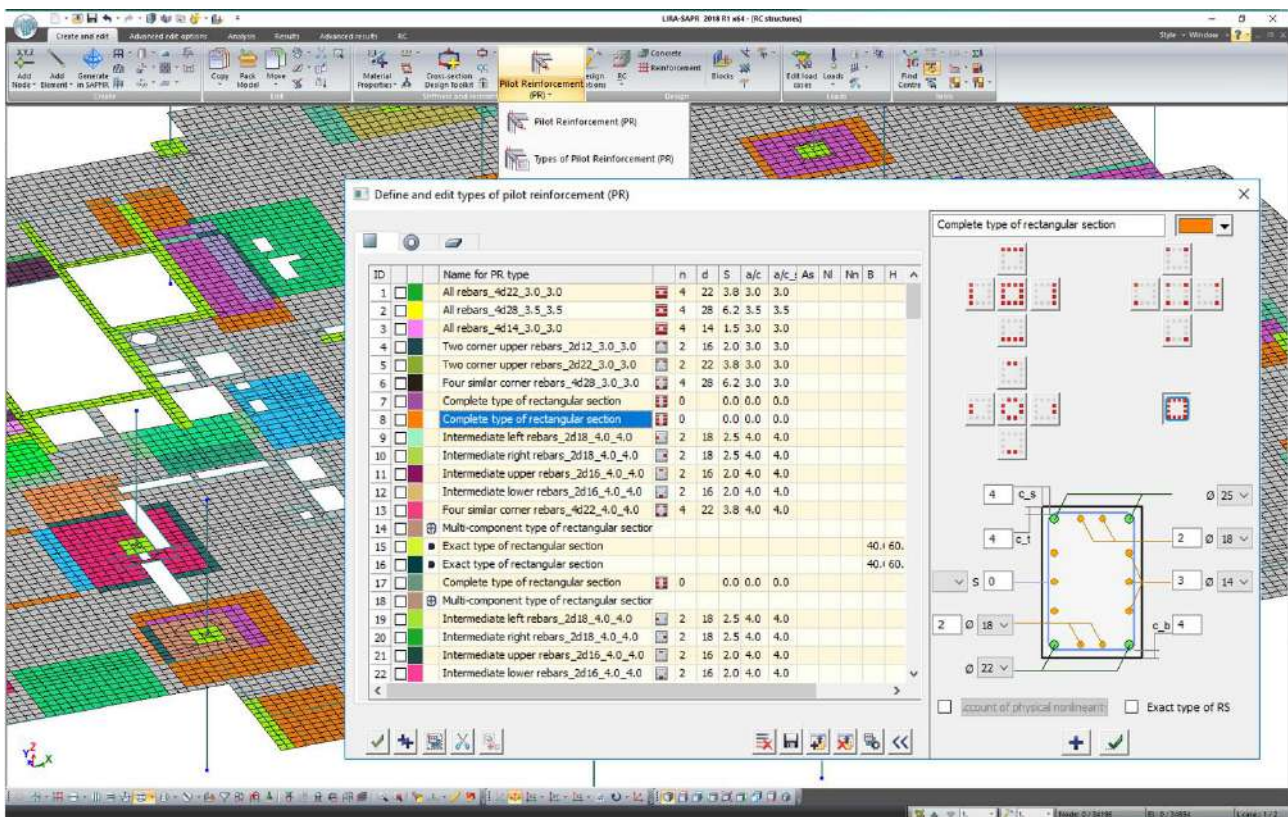 LIRA-SAPR 2018 R1 x64 - [RC structures]
Create and edit Advanced edit options Analysis Results Advanced results RC
Style Window
Add Node Add Element Generate in SAPFIR
Copy Pack Model Move
Material Properties Cross-section Design toolkit
Pilot Reinforcement (PR)
RC
Concrete
Reinforcement
Blocks
Edit load cases Loads
Find Centre
Create Edit Design Loads
Pilot Reinforcement (PR)
Types of Pilot Reinforcement (PR)
Define and edit types of pilot reinforcement (PR)
Complete type of rectangular section
ID Name for PR type n d S a/c a/c_ As Nl Nn B H
1 All rebars_4d22_3.0_3.0 4 22 3.8 3.0 3.0
2 All rebars_4d28_3.5_3.5 4 28 6.2 3.5 3.5
3 All rebars_4d14_3.0_3.0 4 14 1.5 3.0 3.0
4 Two corner upper rebars_2d12_3.0_3.0 2 16 2.0 3.0 3.0
5 Two corner upper rebars_2d22_3.0_3.0 2 22 3.8 3.0 3.0
6 Four similar corner rebars_4d28_3.0_3.0 4 28 6.2 3.0 3.0
7 Complete type of rectangular section 0 0.0 0.0 0.0
8 Complete type of rectangular section 0 0.0 0.0 0.0
9 Intermediate left rebars_2d18_4.0_4.0 2 18 2.5 4.0 4.0
10 Intermediate right rebars_2d18_4.0_4.0 2 18 2.5 4.0 4.0
11 Intermediate upper rebars_2d16_4.0_4.0 2 16 2.0 4.0 4.0
12 Intermediate lower rebars_2d16_4.0_4.0 2 16 2.0 4.0 4.0
13 Four similar corner rebars_4d22_4.0_4.0 4 22 3.8 4.0 4.0
14 Multi-component type of rectangular section
15 Exact type of rectangular section 40. 60.
16 Exact type of rectangular section 40. 60.
17 Complete type of rectangular section 0 0.0 0.0 0.0
18 Multi-component type of rectangular section
19 Intermediate left rebars_2d18_4.0_4.0 2 18 2.5 4.0 4.0
20 Intermediate right rebars_2d18_4.0_4.0 2 18 2.5 4.0 4.0
21 Intermediate upper rebars_2d16_4.0_4.0 2 16 2.0 4.0 4.0
22 Intermediate lower rebars_2d16_4.0_4.0 2 16 2.0 4.0 4.0
4 c_s Ø 25
4 c_t 2 Ø 18
S 0 3 Ø 14
2 Ø 18 c_b 4
Ø 22
ccount of physical nonlinearit Exact type of RS
Z Y X